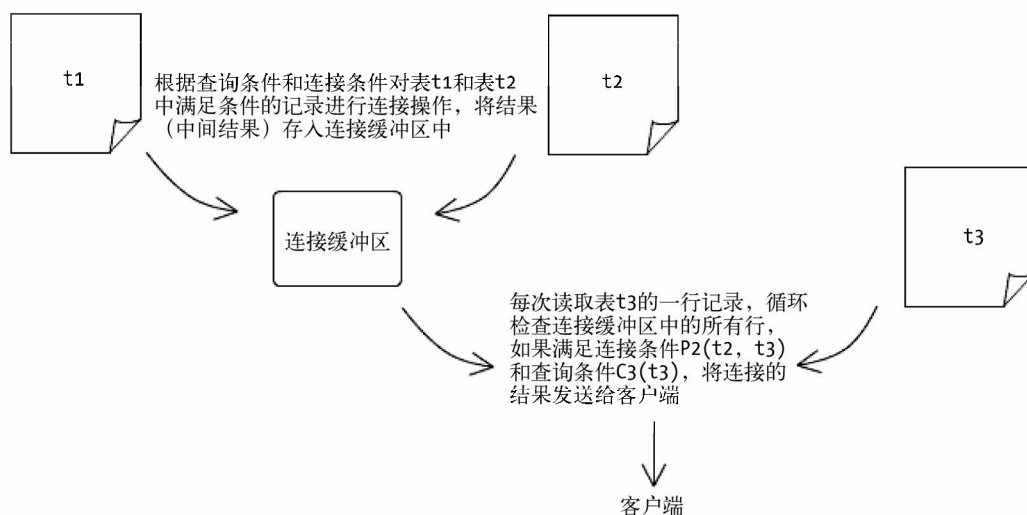 t1
根据查询条件和连接条件对表t1和表t2
中满足条件的记录进行连接操作，将结果
（中间结果）存入连接缓冲区中
t2
连接缓冲区
t3
每次读取表t3的一行记录，循环
检查连接缓冲区中的所有行，
如果满足连接条件P2(t2, t3)
和查询条件C3(t3)，将连接的
结果发送给客户端
客户端